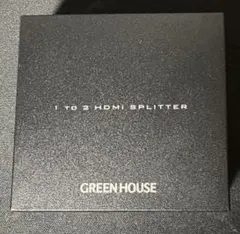 1 TO 2 HDMI SPLITTER
GREEN HOUSE